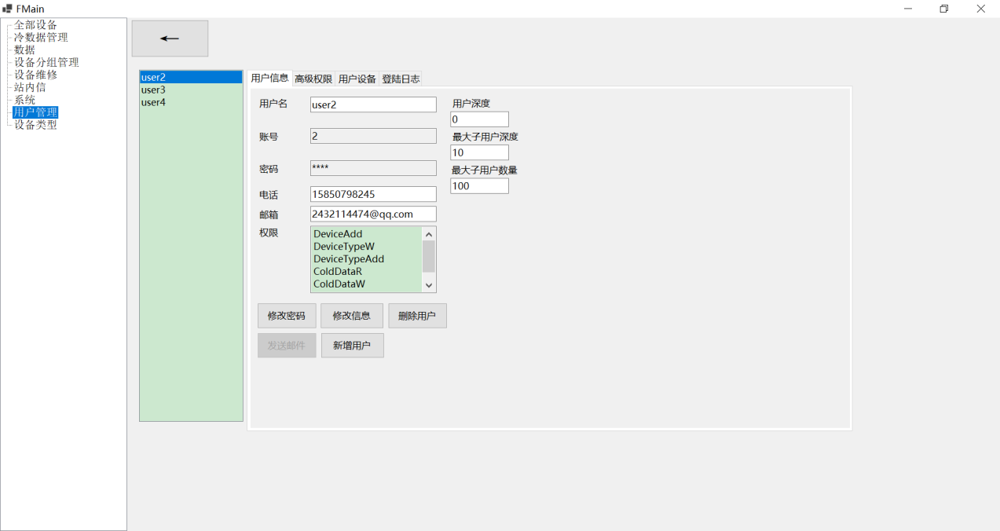 FMain
全部设备
冷数据管理
数据
设备分组管理
设备维修
站内信
系统
用户管理
设备类型
user2
user3
user4
用户信息 高级权限 用户设备 登陆日志
用户名 user2
账号 2
密码 ****
电话 15850798245
邮箱 2432114474@qq.com
权限 DeviceAdd
DeviceTypeW
DeviceTypeAdd
ColdDataR
ColdDataW
用户深度
0
最大子用户深度
10
最大子用户数量
100
修改密码 修改信息 删除用户
发送邮件 新增用户